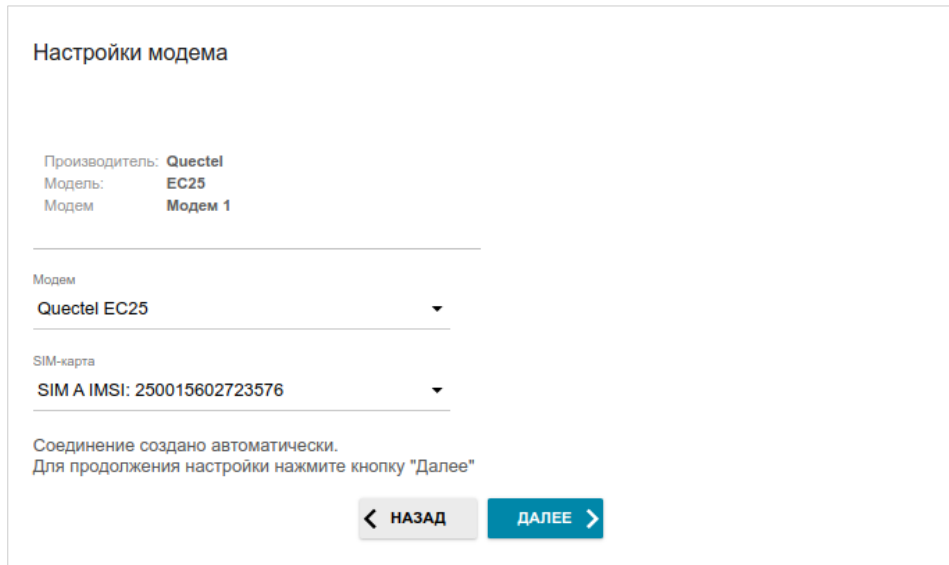 Настройки модема
Производитель: Quectel
Модель: EC25
Модем Модем 1
Модем
Quectel EC25
SIM-карта
SIM A IMSI: 250015602723576
Соединение создано автоматически.
Для продолжения настройки нажмите кнопку "Далее"
НАЗАД ДАЛЕЕ